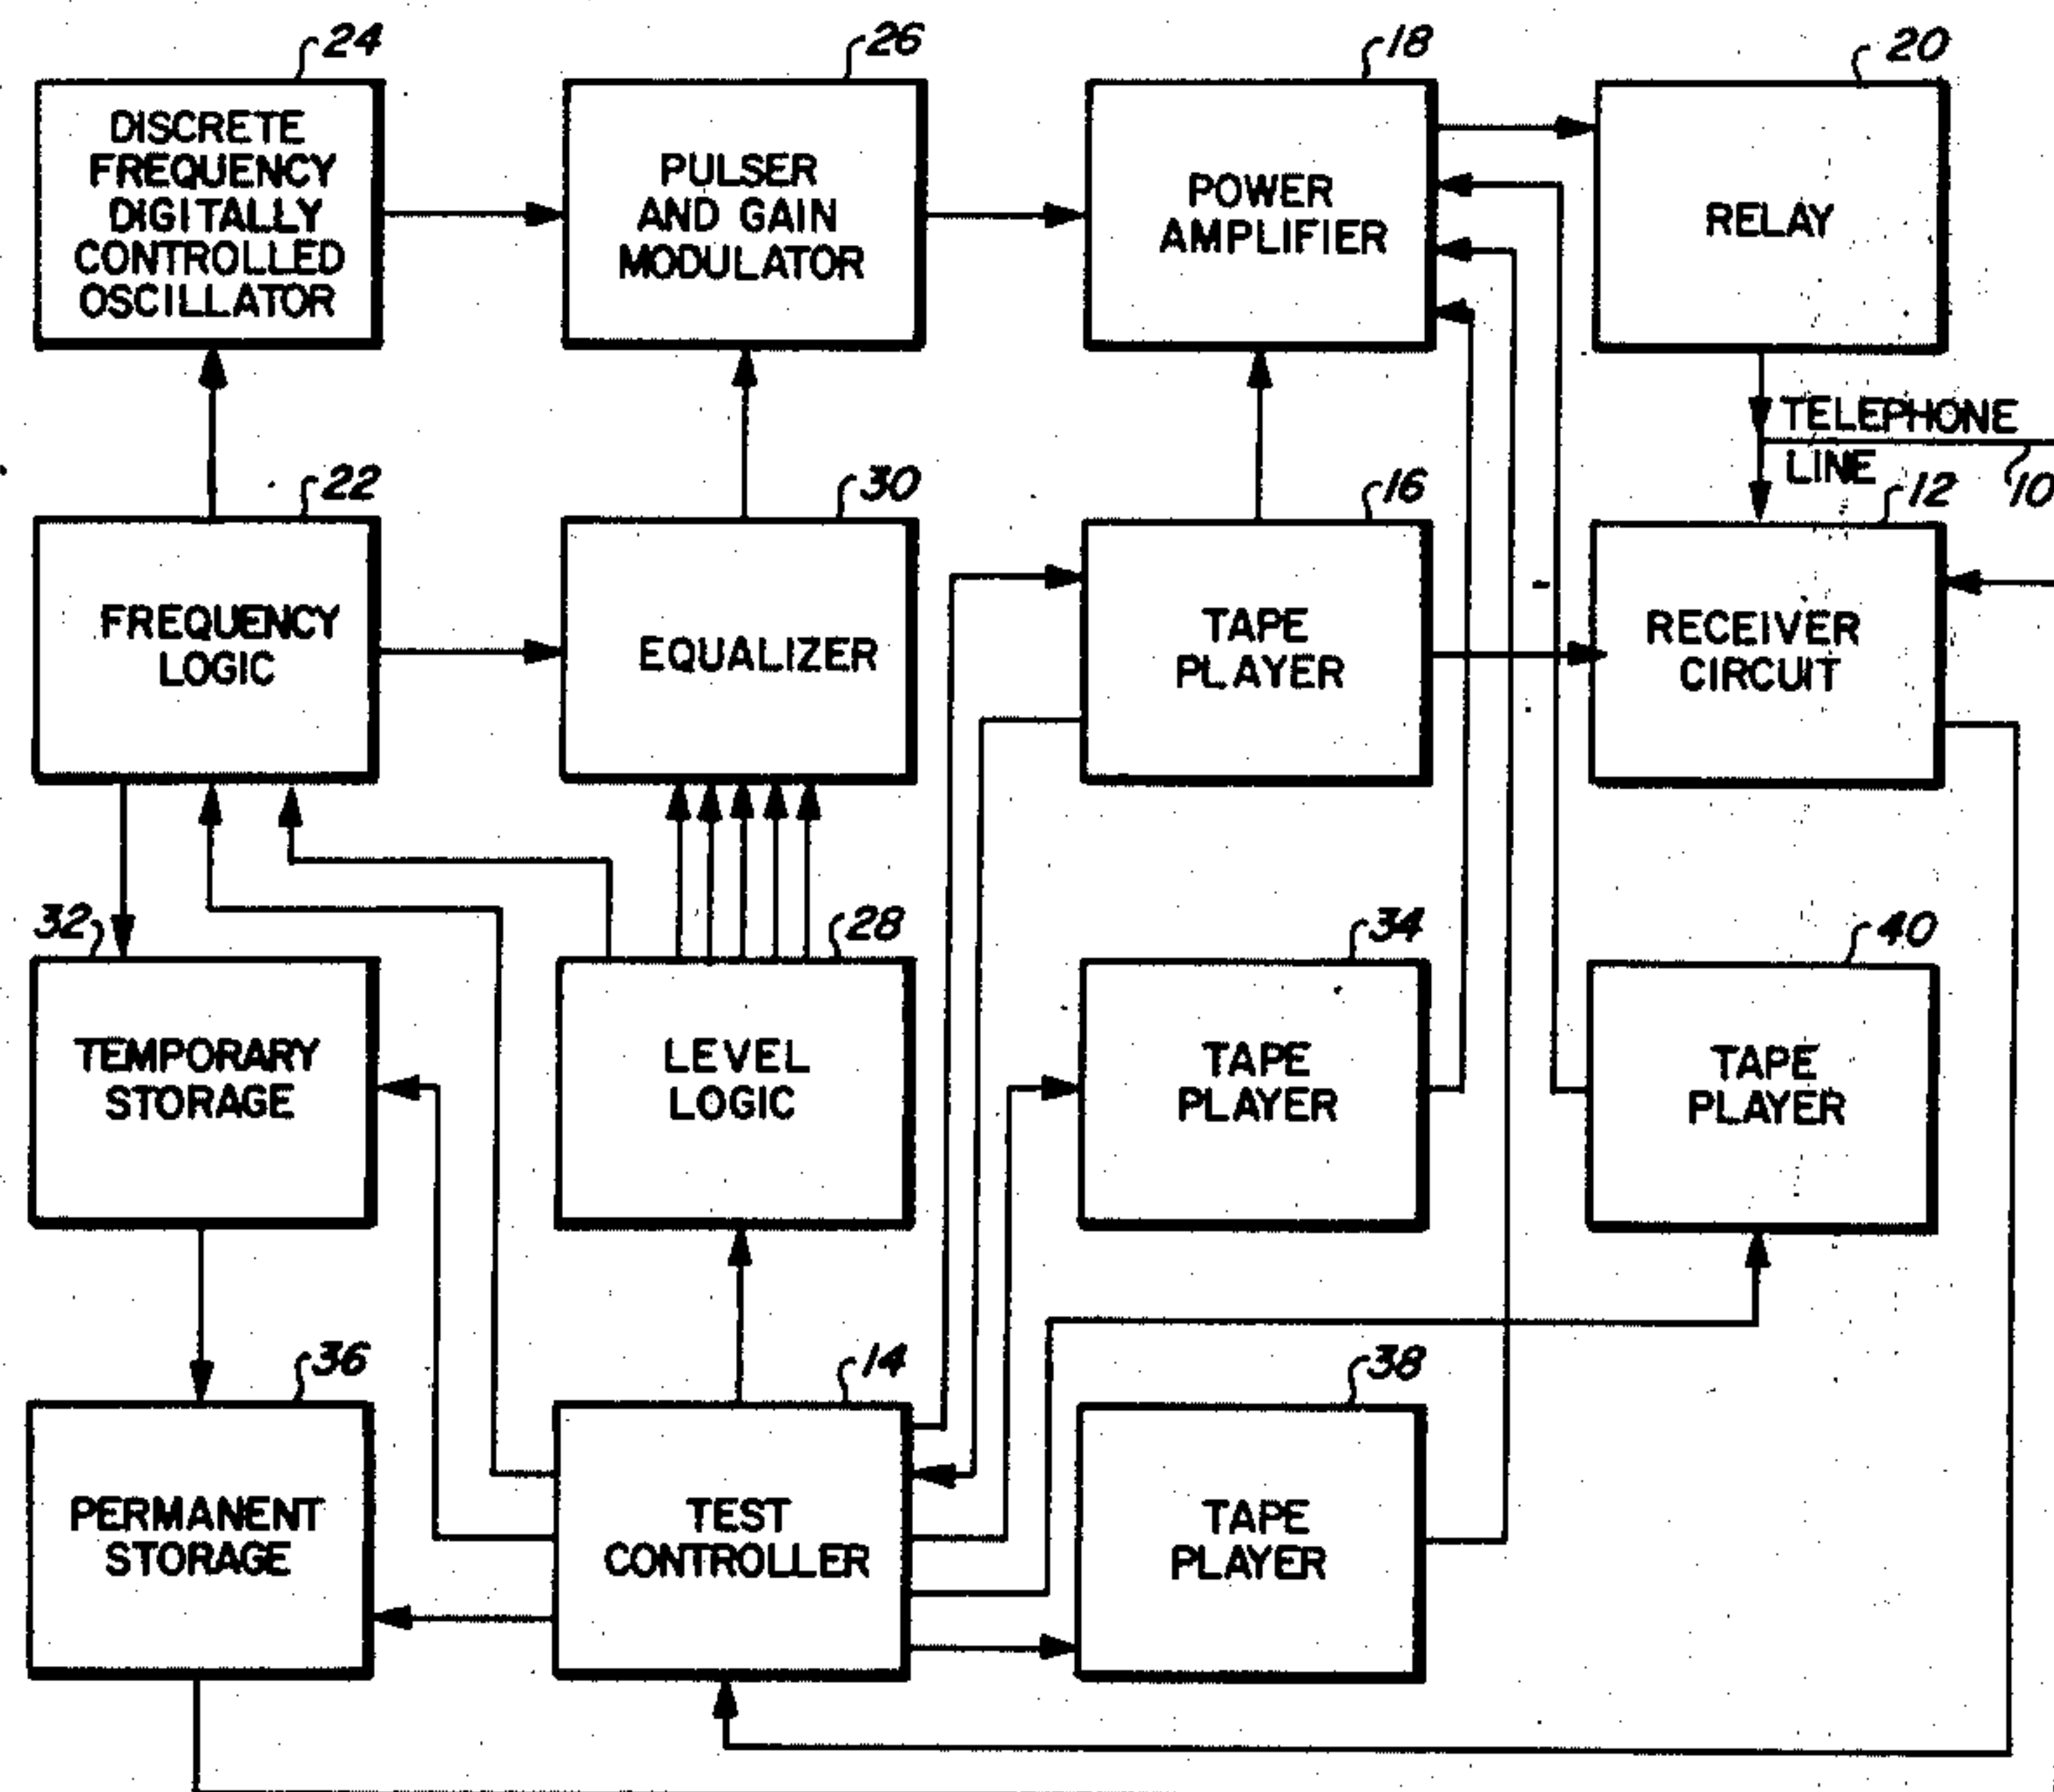 24
DISCRETE
FREQUENCY
DIGITALLY
CONTROLLED
OSCILLATOR
26
PULSER
AND GAIN
MODULATOR
18
POWER
AMPLIFIER
20
RELAY
TELEPHONE
LINE
10
22
FREQUENCY
LOGIC
30
EQUALIZER
16
TAPE
PLAYER
12
RECEIVER
CIRCUIT
32
TEMPORARY
STORAGE
28
LEVEL
LOGIC
34
TAPE
PLAYER
40
TAPE
PLAYER
36
PERMANENT
STORAGE
14
TEST
CONTROLLER
38
TAPE
PLAYER